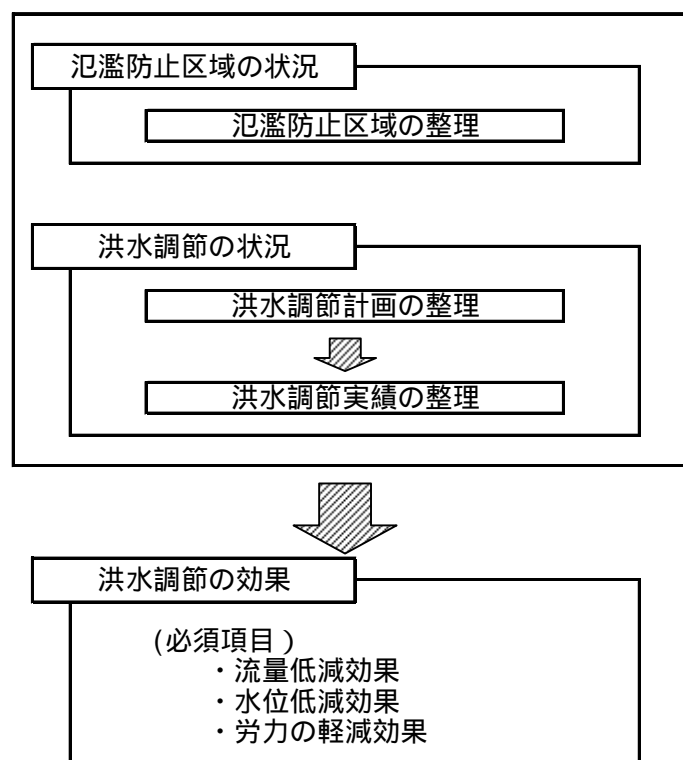 氾濫防止区域の状況
氾濫防止区域の整理
洪水調節の状況
洪水調節計画の整理
洪水調節実績の整理
洪水調節の効果
(必須項目）
・流量低減効果
・水位低減効果
・労力の軽減効果